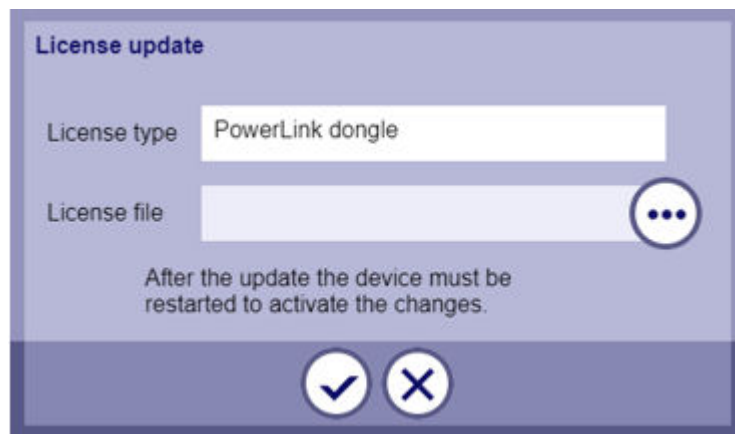 License update
License type PowerLink dongle
License file
After the update the device must be
restarted to activate the changes.